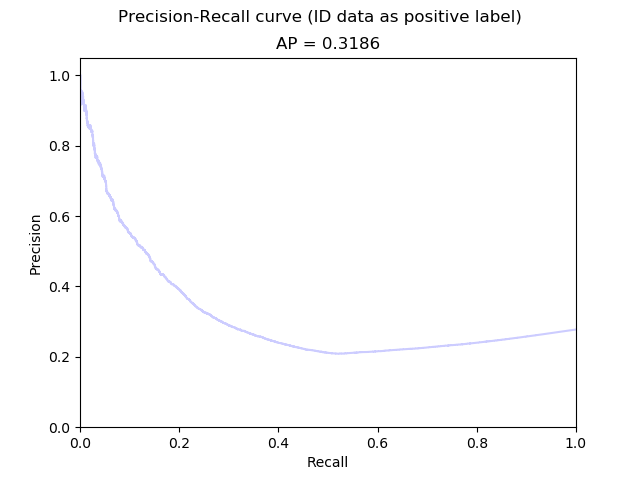 Precision-Recall curve (ID data as positive label)
AP = 0.3186
1.0
0.8
0.6
0.4
0.2
0.0
Precision
0.0 0.2 0.4 0.6 0.8 1.0
Recall